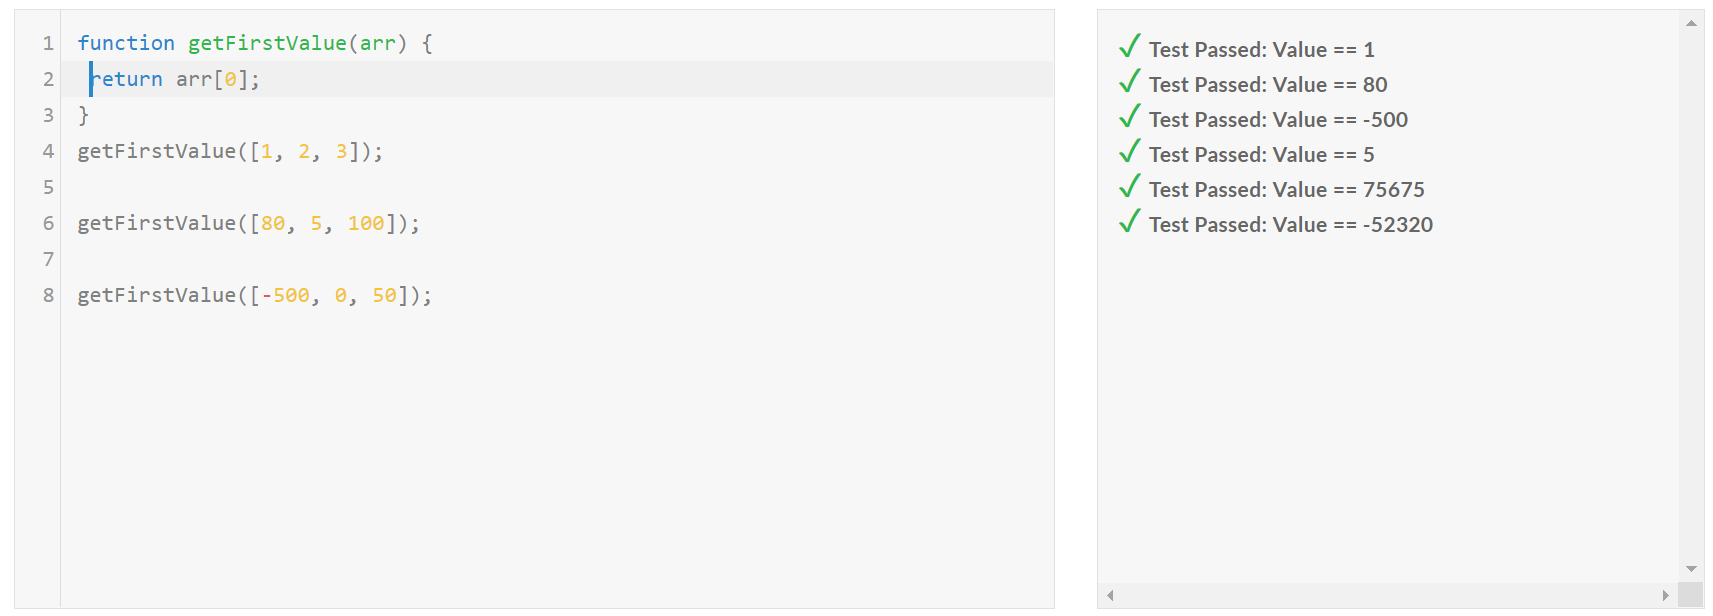 1 function getFirstValue(arr) {
2  return arr[0];
3 }
4 getFirstValue([1, 2, 3]);
5
6 getFirstValue([80, 5, 100]);
7
8 getFirstValue([-500, 0, 50]);
✓ Test Passed: Value == 1
✓ Test Passed: Value == 80
✓ Test Passed: Value == -500
✓ Test Passed: Value == 5
✓ Test Passed: Value == 75675
✓ Test Passed: Value == -52320